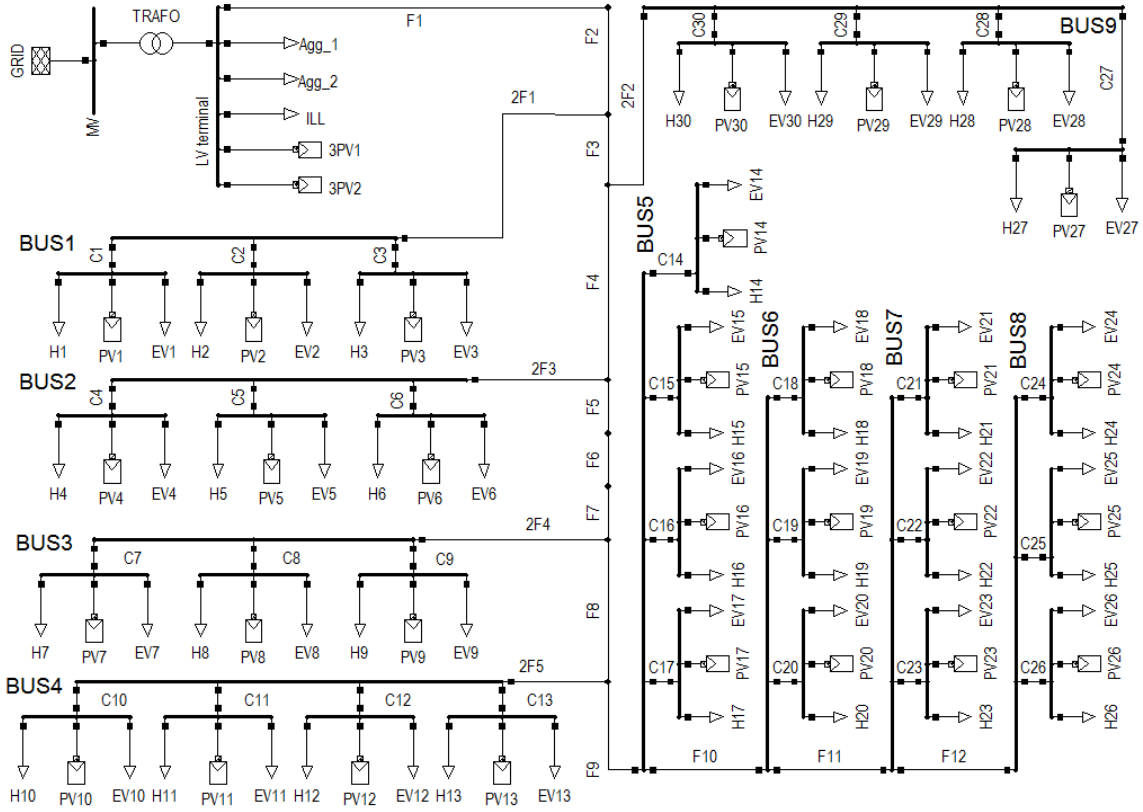 TRAFO
F1
GRID
MV
LV terminal
Agg_1
Agg_2
ILL
3PV1
3PV2
F2
2F1
2F2
F3
F4
C30
C29
C28
BUS9
C27
H30
PV30
EV30
H29
PV29
EV29
H28
PV28
EV28
H27
PV27
EV27
BUS1
C1
C2
C3
H1
PV1
EV1
H2
PV2
EV2
H3
PV3
EV3
BUS2
2F3
C4
C5
C6
F5
F6
H4
PV4
EV4
H5
PV5
EV5
H6
PV6
EV6
BUS3
2F4
F7
C7
C8
C9
F8
H7
PV7
EV7
H8
PV8
EV8
H9
PV9
EV9
BUS4
2F5
C10
C11
C12
C13
F9
H10
PV10
EV10
H11
PV11
EV11
H12
PV12
EV12
H13
PV13
EV13
BUS5
C14
EV14
PV14
H14
C15
EV15
PV15
H15
C16
EV16
PV16
H16
C17
EV17
PV17
H17
F10
BUS6
C18
EV18
PV18
H18
C19
EV19
PV19
H19
C20
EV20
PV20
H20
F11
BUS7
C21
EV21
PV21
H21
C22
EV22
PV22
H22
C23
EV23
PV23
H23
F12
BUS8
C24
EV24
PV24
H24
C25
EV25
PV25
H25
C26
EV26
PV26
H26